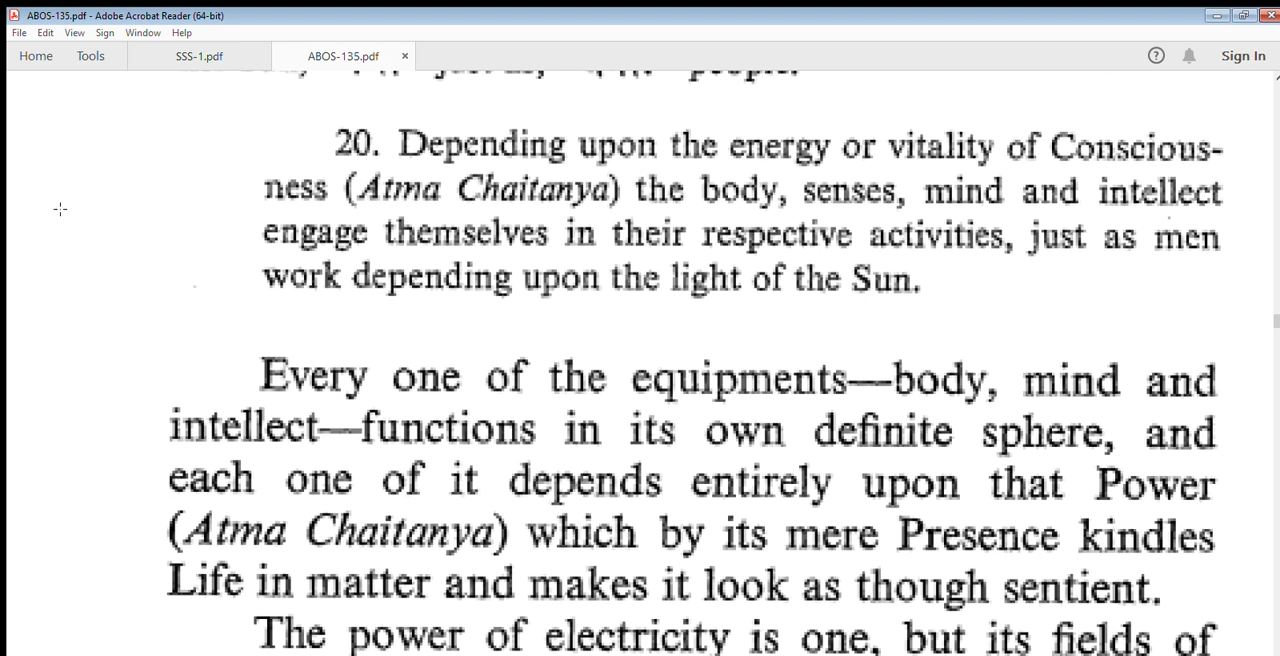 ABOS-135.pdf - Adobe Acrobat Reader (64-bit)
File Edit View Sign Window Help
Home Tools SSS-1.pdf ABOS-135.pdf × ? Sign In
people.
20. Depending upon the energy or vitality of Conscious-
ness (Atma Chaitanya) the body, senses, mind and intellect
engage themselves in their respective activities, just as men
work depending upon the light of the Sun.
Every one of the equipments—body, mind and
intellect—functions in its own definite sphere, and
each one of it depends entirely upon that Power
(Atma Chaitanya) which by its mere Presence kindles
Life in matter and makes it look as though sentient.
The power of electricity is one, but its fields of